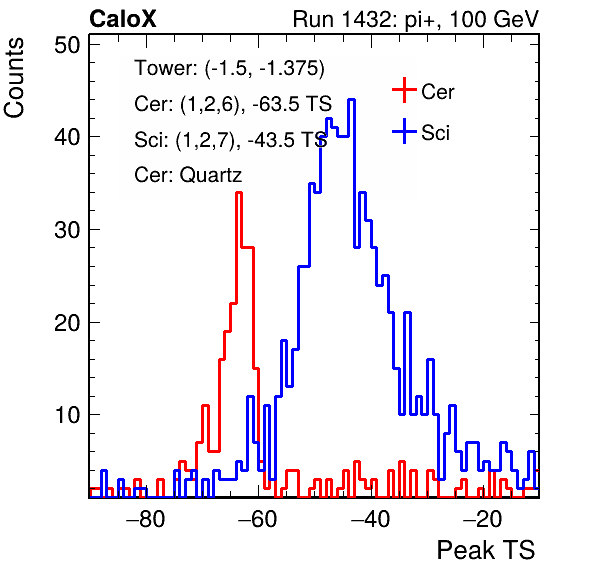 CaloX Run 1432: pi+, 100 GeV
Counts
50
40
30
20
10
Tower: (-1.5, -1.375)
Cer: (1,2,6), -63.5 TS
Sci: (1,2,7), -43.5 TS
Cer: Quartz
Cer
Sci
−80 −60 −40 −20
Peak TS